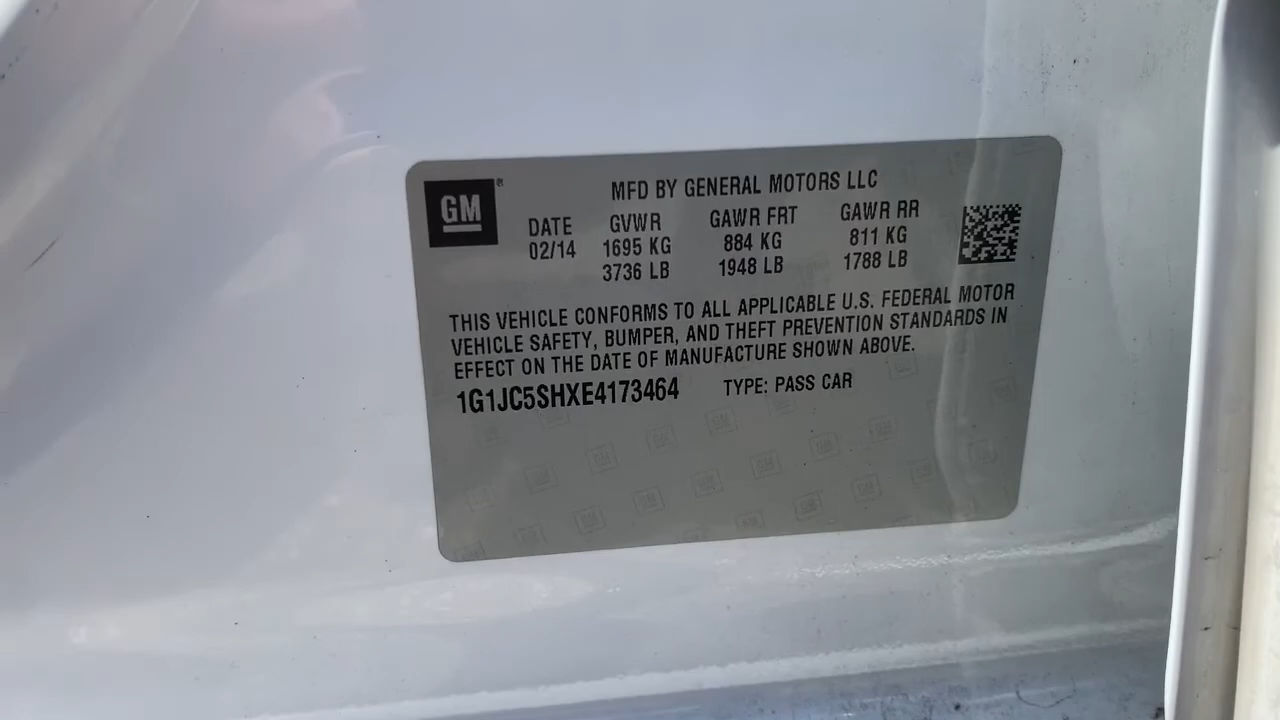 GM®
MFD BY GENERAL MOTORS LLC
DATE GVWR GAWR FRT GAWR RR
02/14 1695 KG 884 KG 811 KG
3736 LB 1948 LB 1788 LB
THIS VEHICLE CONFORMS TO ALL APPLICABLE U.S. FEDERAL MOTOR
VEHICLE SAFETY, BUMPER, AND THEFT PREVENTION STANDARDS IN
EFFECT ON THE DATE OF MANUFACTURE SHOWN ABOVE.
1G1JC5SHXE4173464 TYPE: PASS CAR